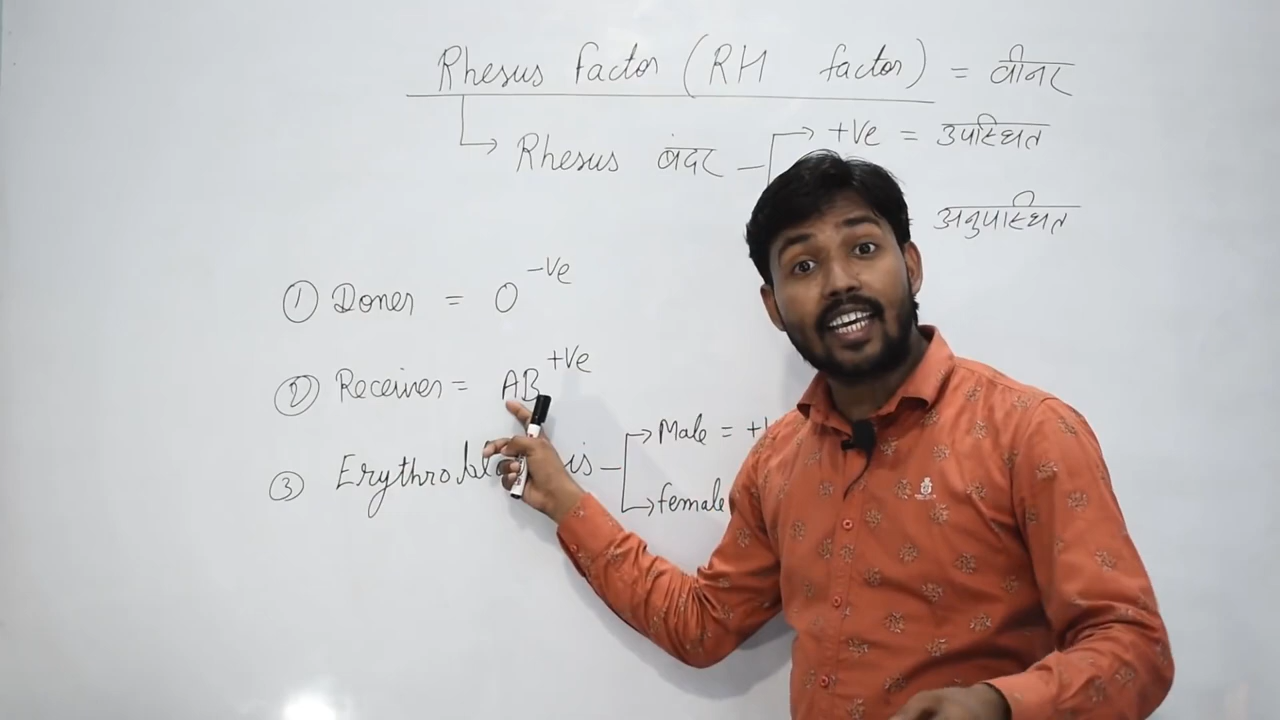 Rhesus factor (RH factor) = वीनर
Rhesus बंदर +Ve = उपस्थित
अनुपस्थित
① Doner = O -Ve
② Receiver = AB +Ve
③ is Male =
female